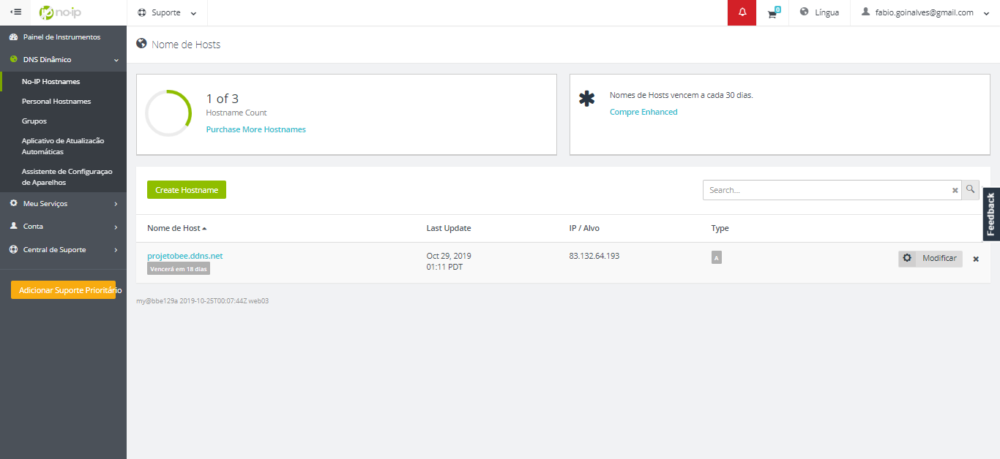 no-ip
Suporte
0
Língua
fabio.goinalves@gmail.com
Painel de Instrumentos
DNS Dinâmico
No-IP Hostnames
Personal Hostnames
Grupos
Aplicativo de Atualização
Automáticas
Assistente de Configuraçao
de Aparelhos
Meu Serviços
Conta
Central de Suporte
Adicionar Suporte Prioritário
Nome de Hosts
1 of 3
Hostname Count
Purchase More Hostnames
Nomes de Hosts vencem a cada 30 dias.
Compre Enhanced
Create Hostname
Search...
Feedback
Nome de Host Last Update IP / Alvo Type
projetobee.ddns.net Oct 29, 2019 83.132.64.193 A Modificar
Vencerá em 18 dias 01:11 PDT
my@bbe129a 2019-10-25T00:07:44Z web03